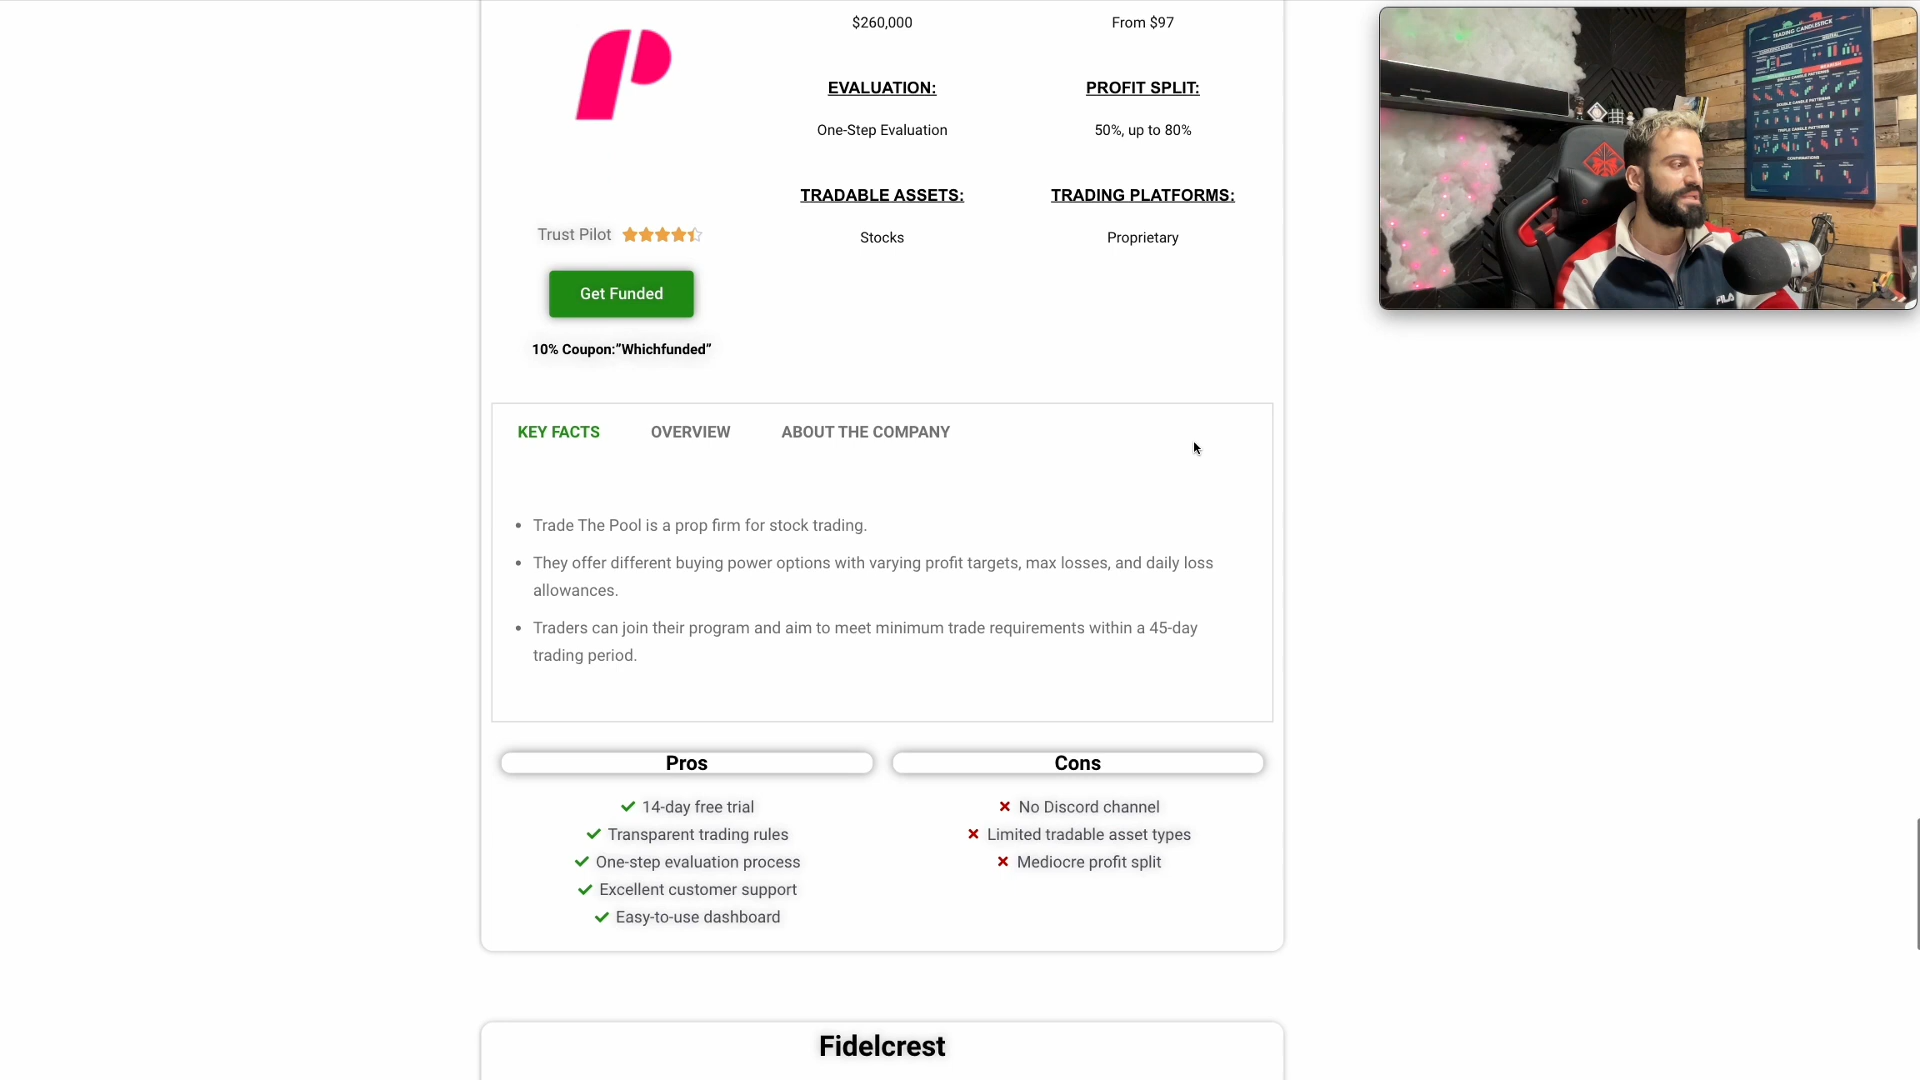 $260,000
From $97
EVALUATION:
PROFIT SPLIT:
One-Step Evaluation
50%, up to 80%
TRADABLE ASSETS:
TRADING PLATFORMS:
Stocks
Proprietary
Trust Pilot
Get Funded
10% Coupon:”Whichfunded”
KEY FACTS
OVERVIEW
ABOUT THE COMPANY
Trade The Pool is a prop firm for stock trading.
They offer different buying power options with varying profit targets, max losses, and daily loss
allowances.
Traders can join their program and aim to meet minimum trade requirements within a 45-day
trading period.
Pros
Cons
14-day free trial
Transparent trading rules
One-step evaluation process
Excellent customer support
Easy-to-use dashboard
No Discord channel
Limited tradable asset types
Mediocre profit split
Fidelcrest
TRADING CANDLESTICK
FILA